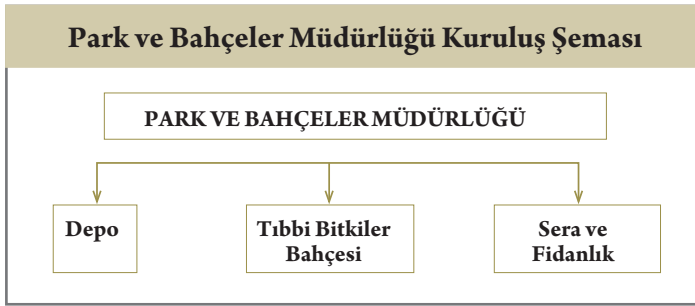 Park ve Bahçeler Müdürlüğü Kuruluş Şeması
PARK VE BAHÇELER MÜDÜRLÜĞÜ
Depo
Tıbbi Bitkiler
Bahçesi
Sera ve
Fidanlık